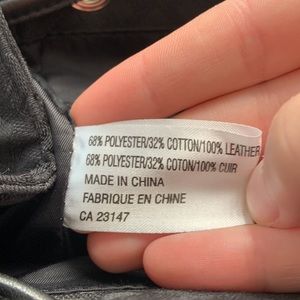 68% POLYESTER/32% COTTON/100% LEATHER
68% POLYESTER/32% COTON/100% CUIR
MADE IN CHINA
FABRIQUE EN CHINE
CA 23147